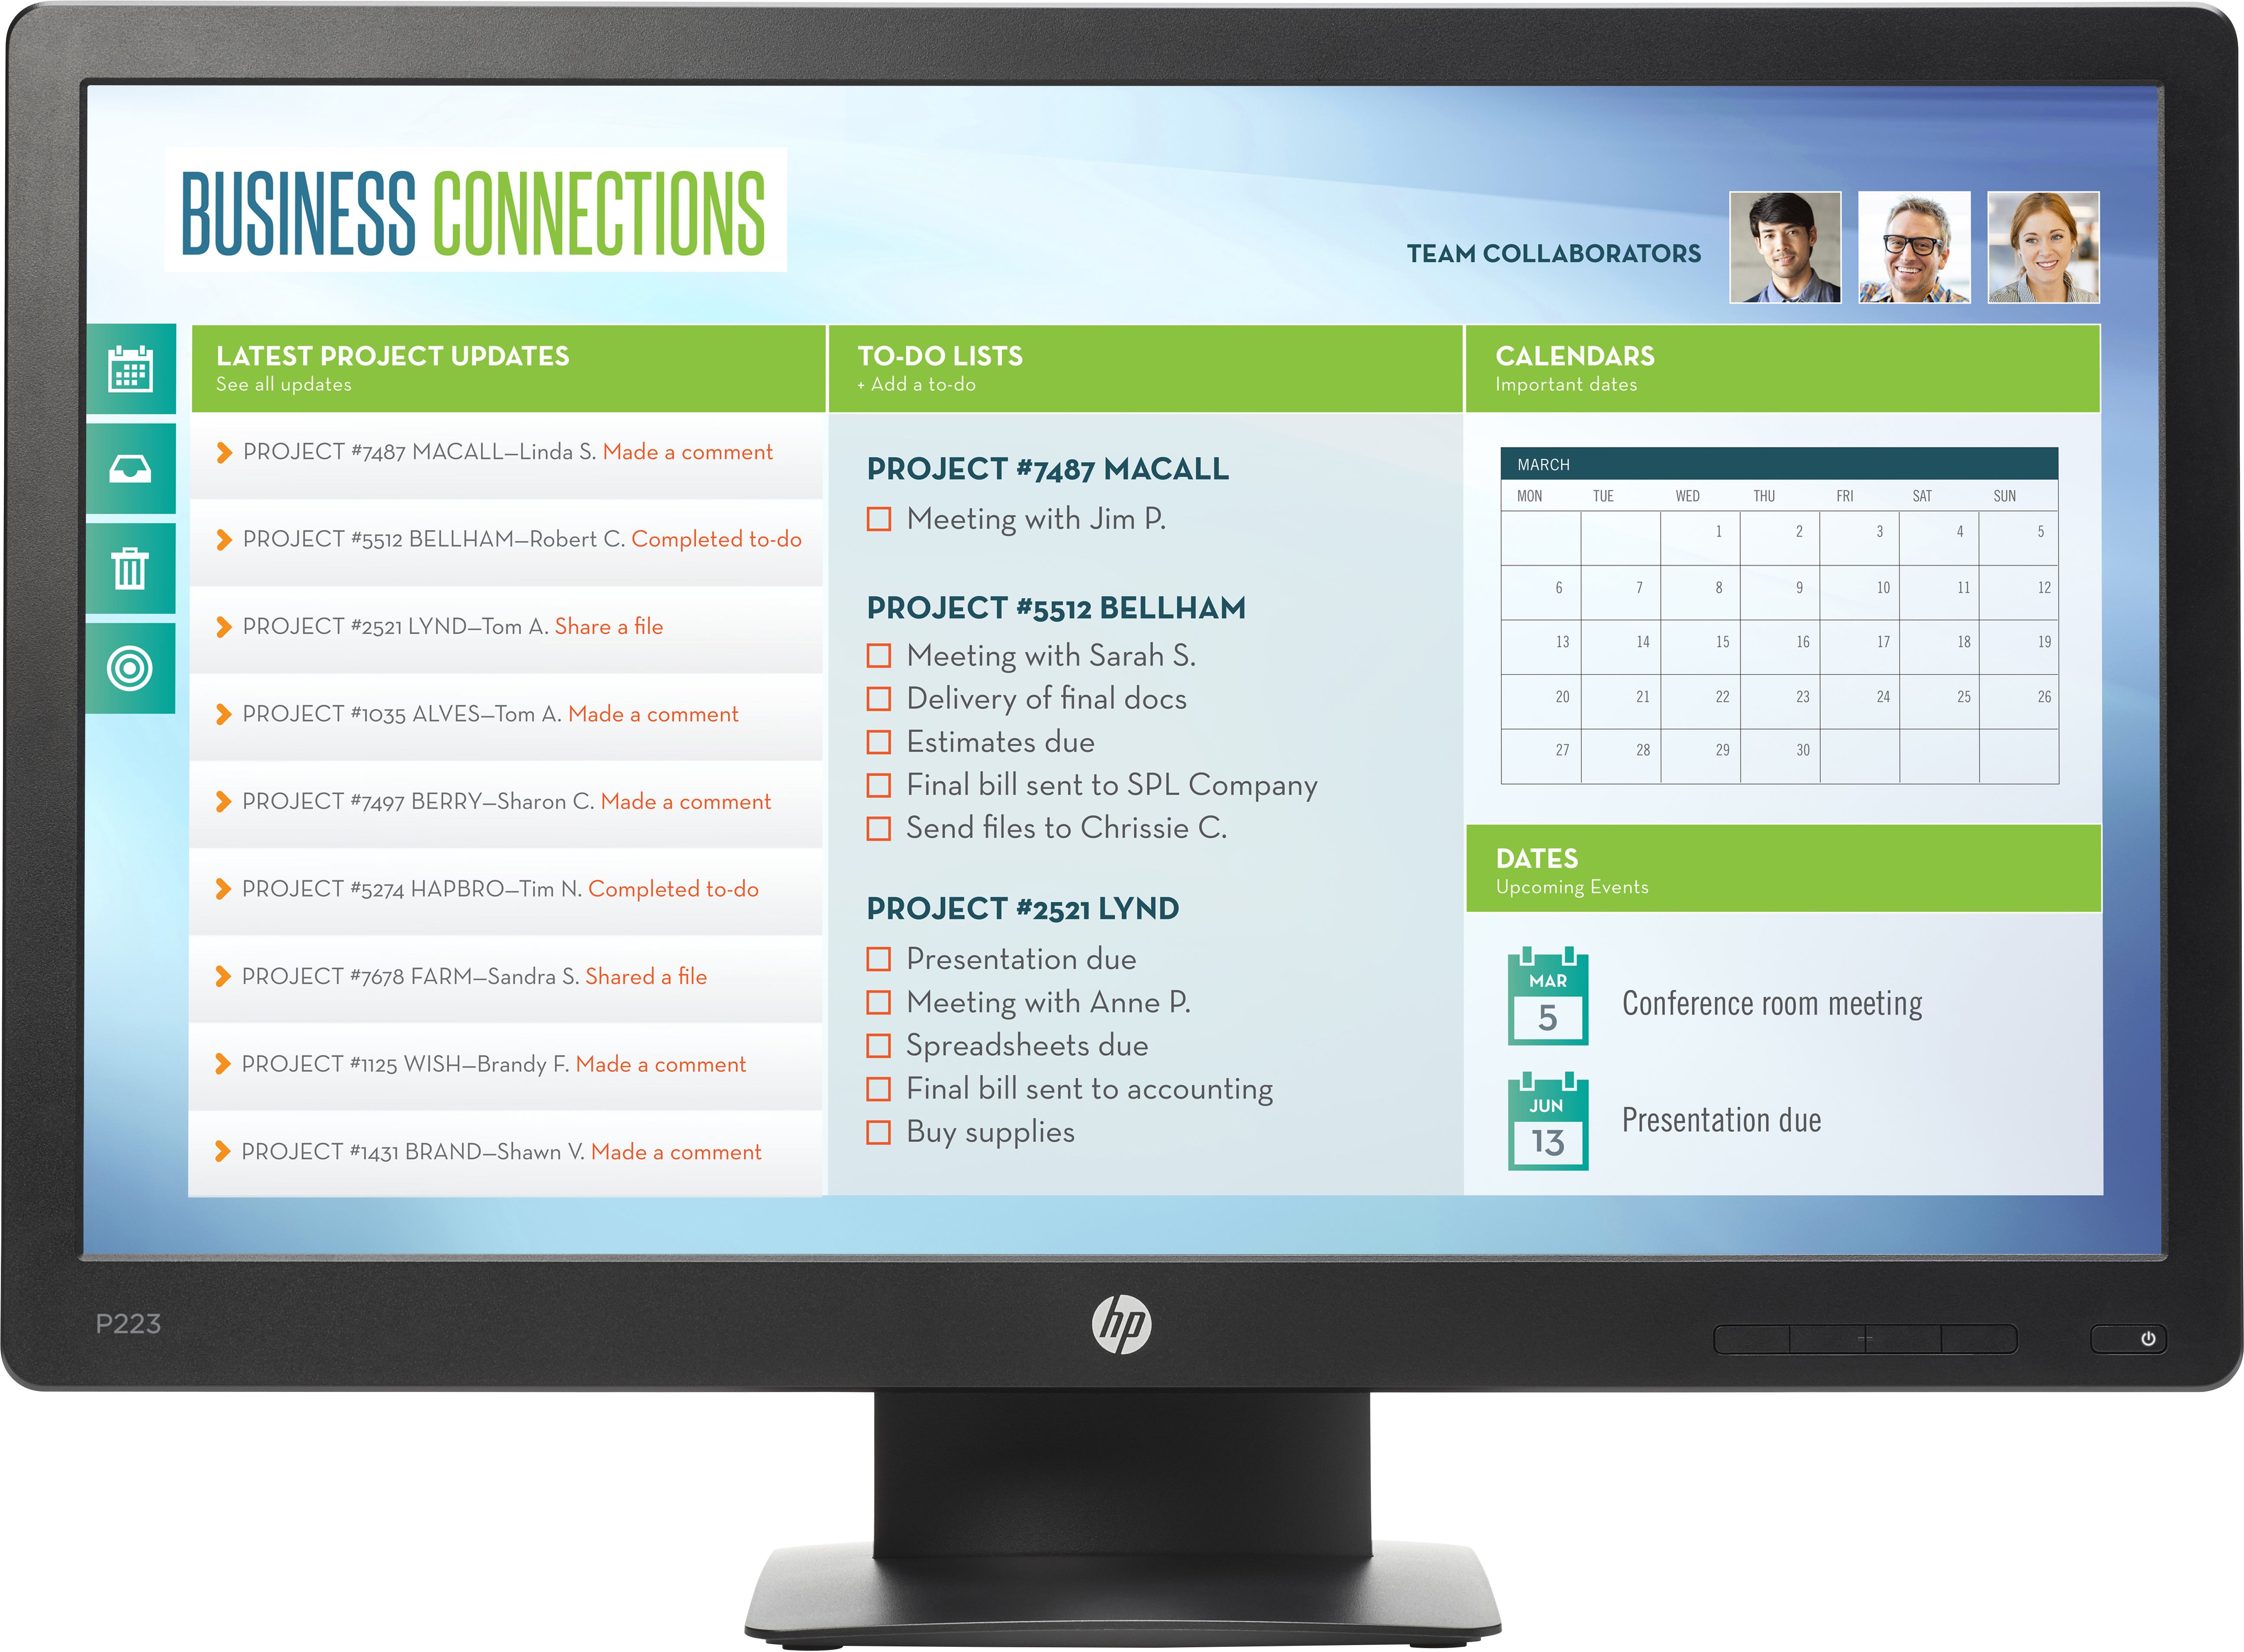 BUSINESS CONNECTIONS
TEAM COLLABORATORS
LATEST PROJECT UPDATES
See all updates
PROJECT #7487 MACALL–Linda S. Made a comment
PROJECT #5512 BELLHAM–Robert C. Completed to-do
PROJECT #2521 LYND–Tom A. Share a file
PROJECT #1035 ALVES–Tom A. Made a comment
PROJECT #7497 BERRY–Sharon C. Made a comment
PROJECT #5274 HAPBRO–Tim N. Completed to-do
PROJECT #7678 FARM–Sandra S. Shared a file
PROJECT #1125 WISH–Brandy F. Made a comment
PROJECT #1431 BRAND–Shawn V. Made a comment
TO-DO LISTS
+ Add a to-do
PROJECT #7487 MACALL
Meeting with Jim P.
PROJECT #5512 BELLHAM
Meeting with Sarah S.
Delivery of final docs
Estimates due
Final bill sent to SPL Company
Send files to Chrissie C.
PROJECT #2521 LYND
Presentation due
Meeting with Anne P.
Spreadsheets due
Final bill sent to accounting
Buy supplies
CALENDARS
Important dates
MARCH
MON TUE WED THU FRI SAT SUN
1 2 3 4 5
6 7 8 9 10 11 12
13 14 15 16 17 18 19
20 21 22 23 24 25 26
27 28 29 30
DATES
Upcoming Events
MAR
5
Conference room meeting
JUN
13
Presentation due
P223
hp